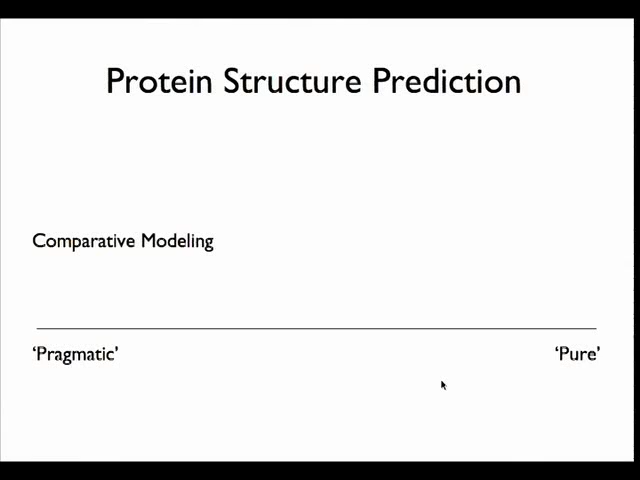 Protein Structure Prediction
Comparative Modeling
‘Pragmatic’
‘Pure’